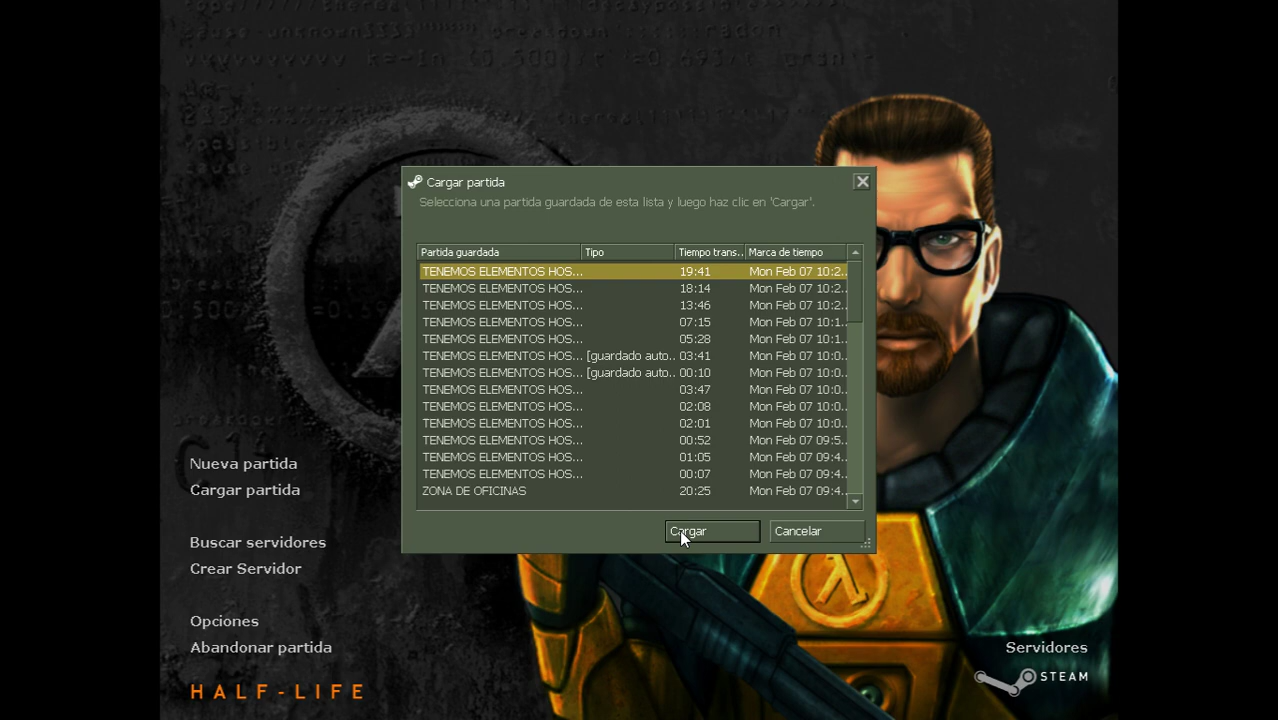 Cargar partida
Selecciona una partida guardada de esta lista y luego haz clic en 'Cargar'.
Partida guardada Tipo Tiempo trans.. Marca de tiempo
TENEMOS ELEMENTOS HOS... 19:41 Mon Feb 07 10:2..
TENEMOS ELEMENTOS HOS... 18:14 Mon Feb 07 10:2..
TENEMOS ELEMENTOS HOS... 13:46 Mon Feb 07 10:2..
TENEMOS ELEMENTOS HOS... 07:15 Mon Feb 07 10:1..
TENEMOS ELEMENTOS HOS... 05:28 Mon Feb 07 10:1..
TENEMOS ELEMENTOS HOS... [guardado auto.. 03:41 Mon Feb 07 10:0..
TENEMOS ELEMENTOS HOS... [guardado auto.. 00:10 Mon Feb 07 10:0..
TENEMOS ELEMENTOS HOS... 03:47 Mon Feb 07 10:0..
TENEMOS ELEMENTOS HOS... 02:08 Mon Feb 07 10:0..
TENEMOS ELEMENTOS HOS... 02:01 Mon Feb 07 10:0..
TENEMOS ELEMENTOS HOS... 00:52 Mon Feb 07 09:5..
TENEMOS ELEMENTOS HOS... 01:05 Mon Feb 07 09:4..
TENEMOS ELEMENTOS HOS... 00:07 Mon Feb 07 09:4..
ZONA DE OFICINAS 20:25 Mon Feb 07 09:4..
Cargar Cancelar
Nueva partida
Cargar partida
Buscar servidores
Crear Servidor
Opciones
Abandonar partida
HALF-LIFE
Servidores
STEAM